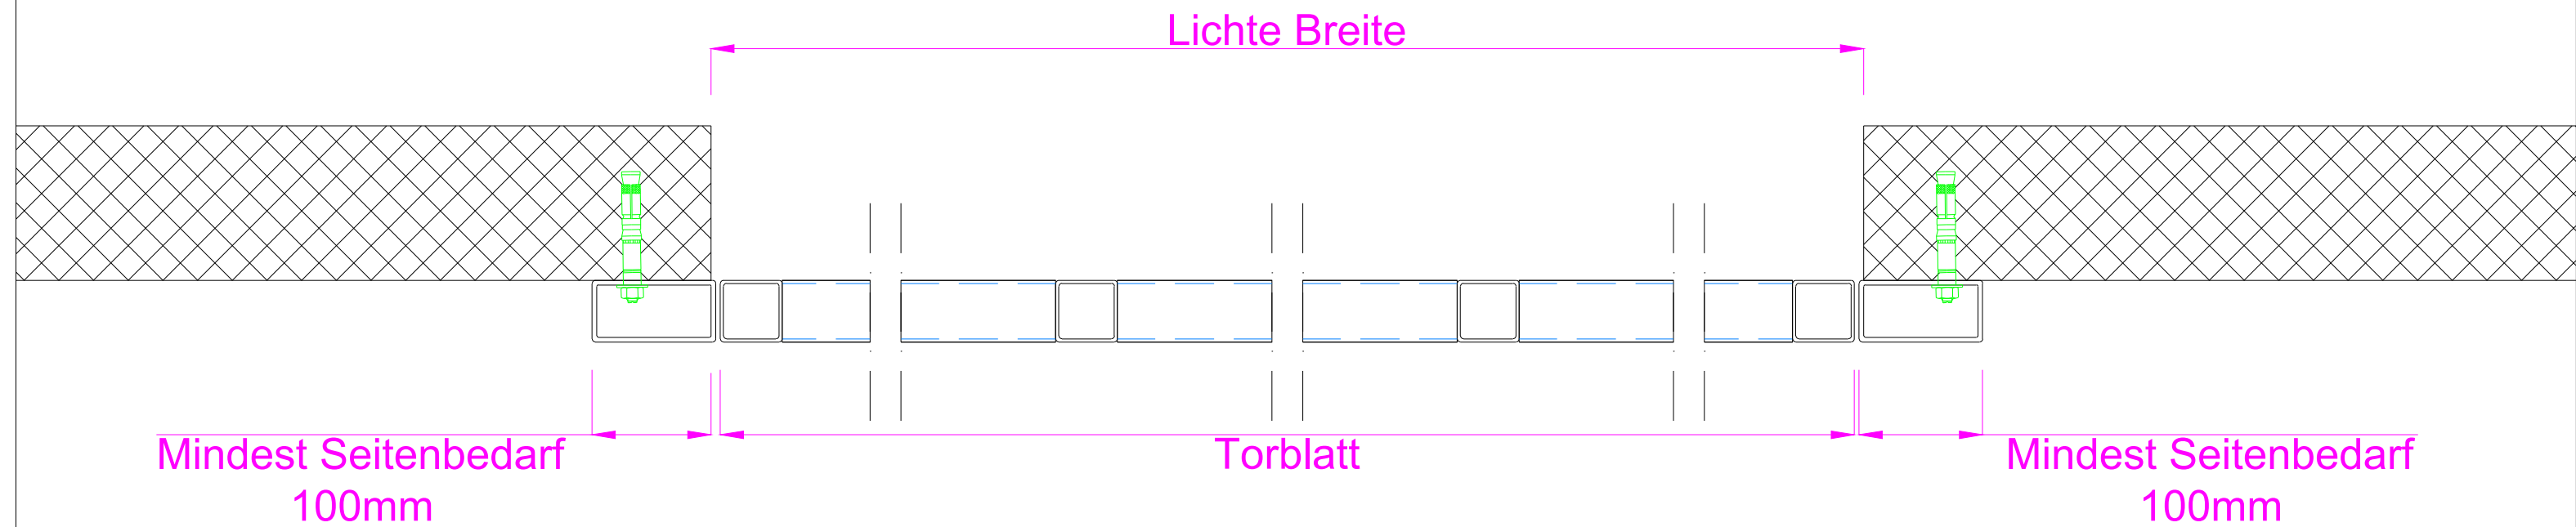 Lichte Breite
Mindest Seitenbedarf
100mm
Torblatt
Mindest Seitenbedarf
100mm